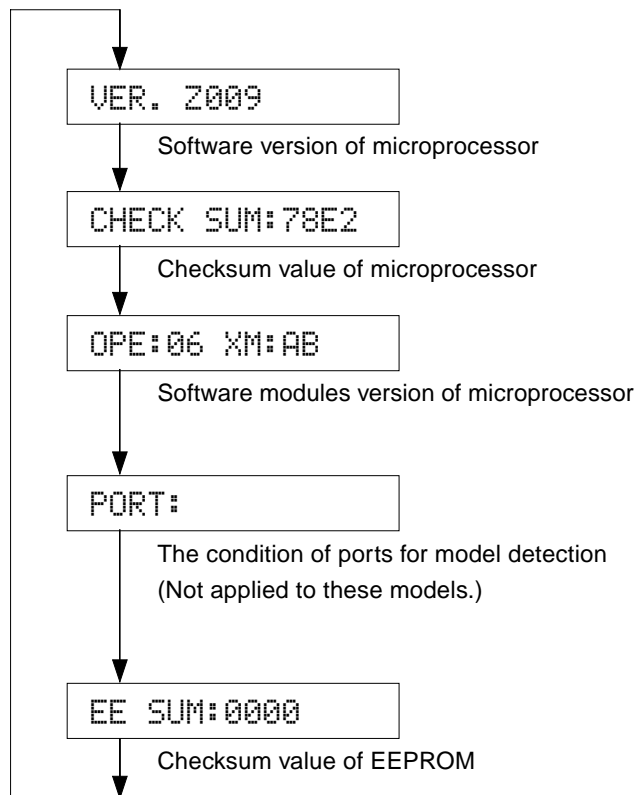 VER. Z009
Software version of microprocessor
CHECK SUM:78E2
Checksum value of microprocessor
OPE:06 XM:AB
Software modules version of microprocessor
PORT:
The condition of ports for model detection
(Not applied to these models.)
EE SUM:0000
Checksum value of EEPROM